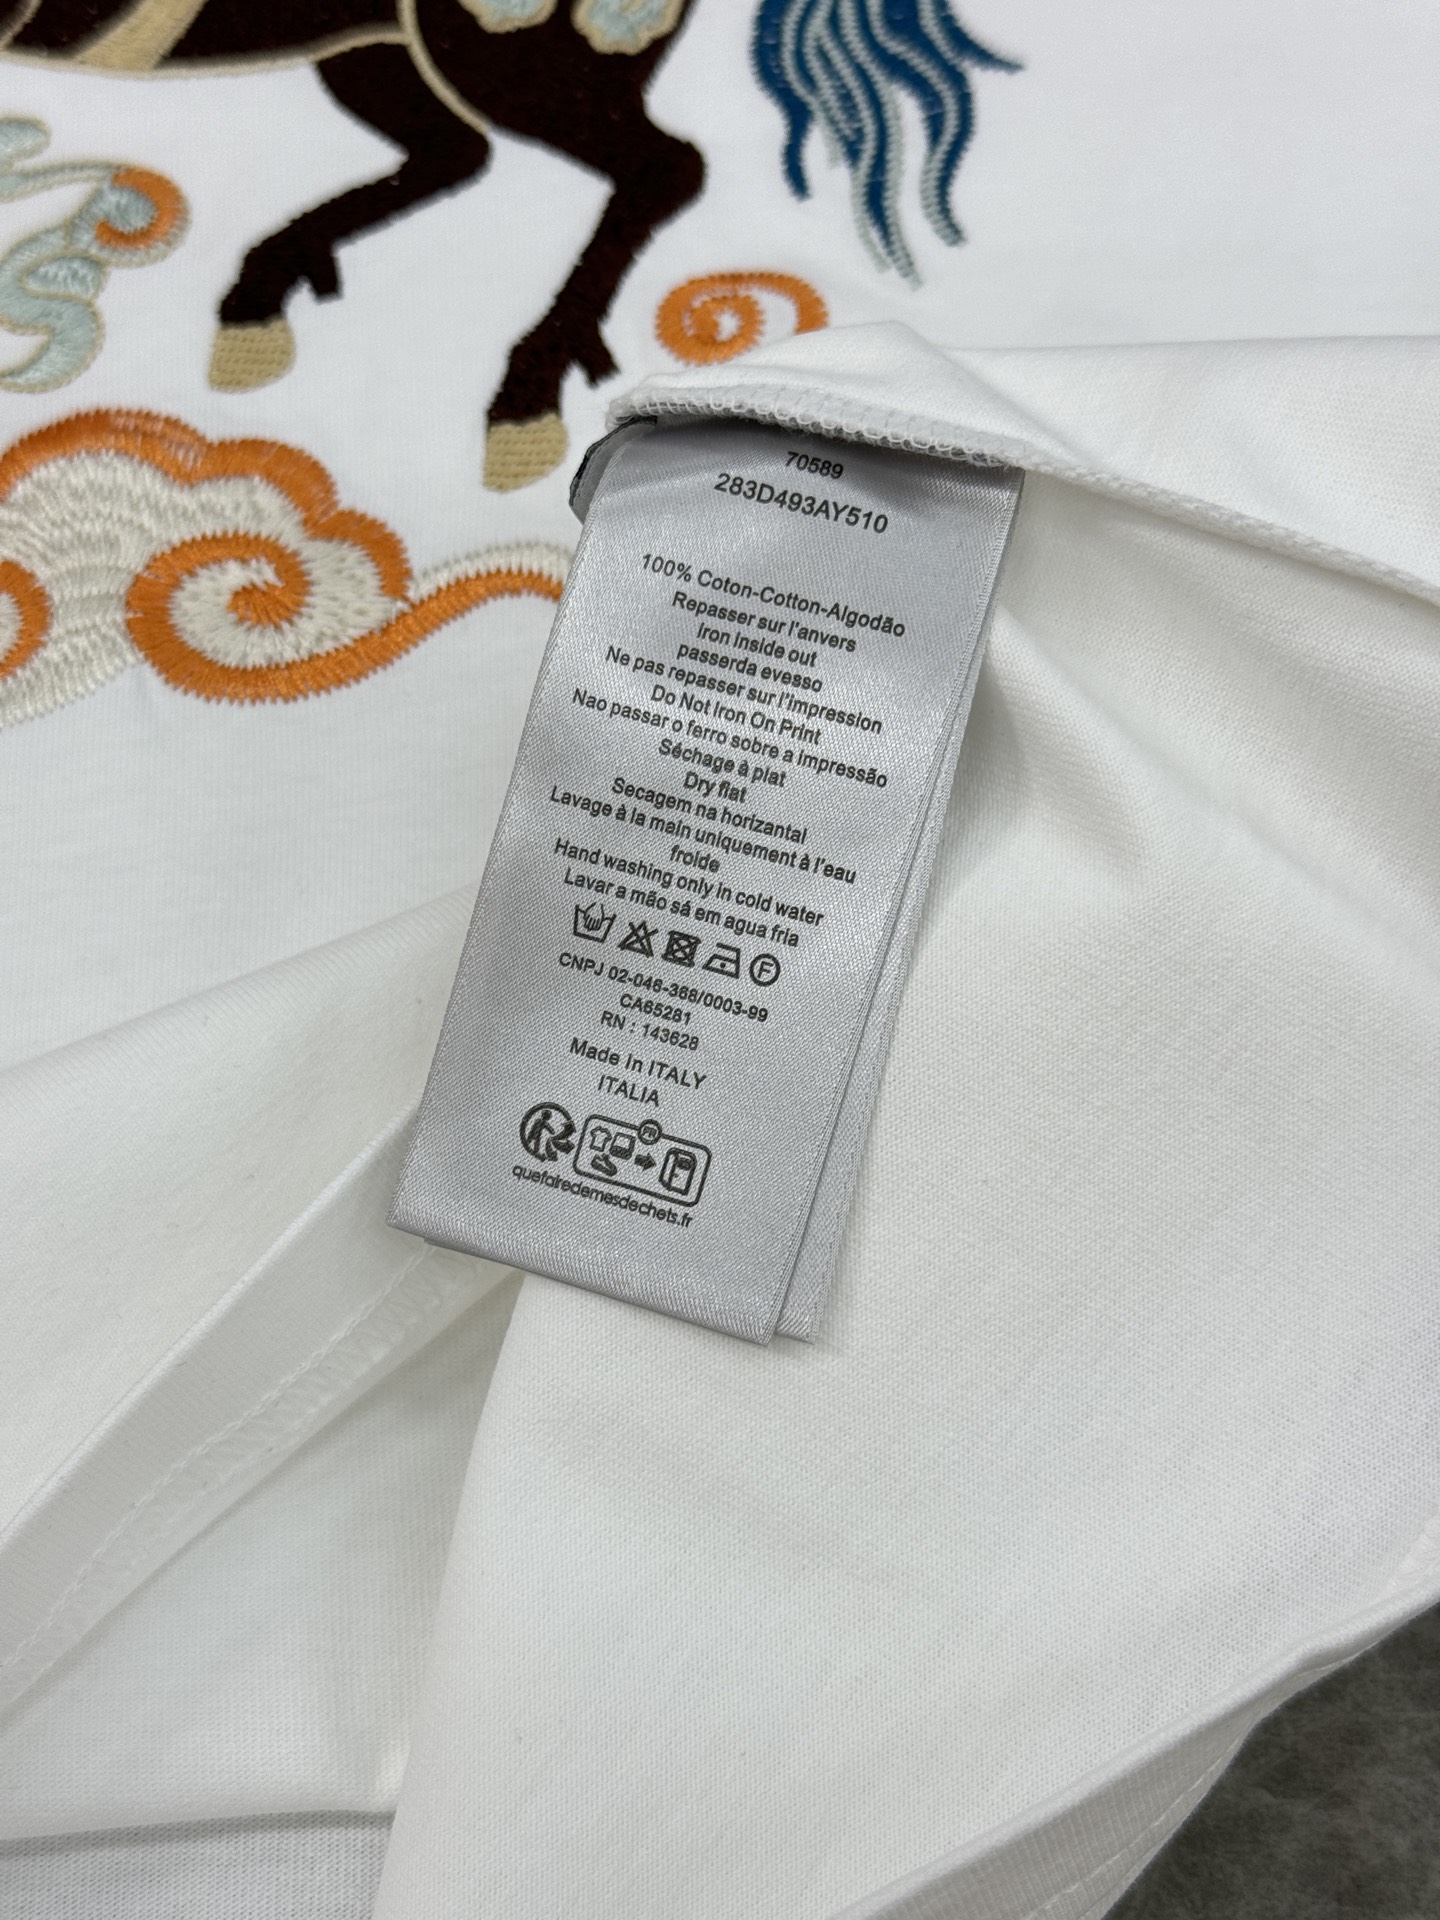 70589
283D493AY510
100% Coton-Cotton-Algodão
Repasser sur l'anvers
Iron Inside out
passerda evesso
Ne pas repasser sur l'impression
Do Not Iron On Print
Nao passar o ferro sobre a impressão
Séchage à plat
Dry flat
Secagem na horizantal
Lavage à la main uniquement à l'eau
froide
Hand washing only in cold water
Lavar a mão sá em agua fria
F
CNPJ 02-046-368/0003-99
CA65281
RN : 143628
Made In ITALY
ITALIA
FR
quefairedemesdechets.fr